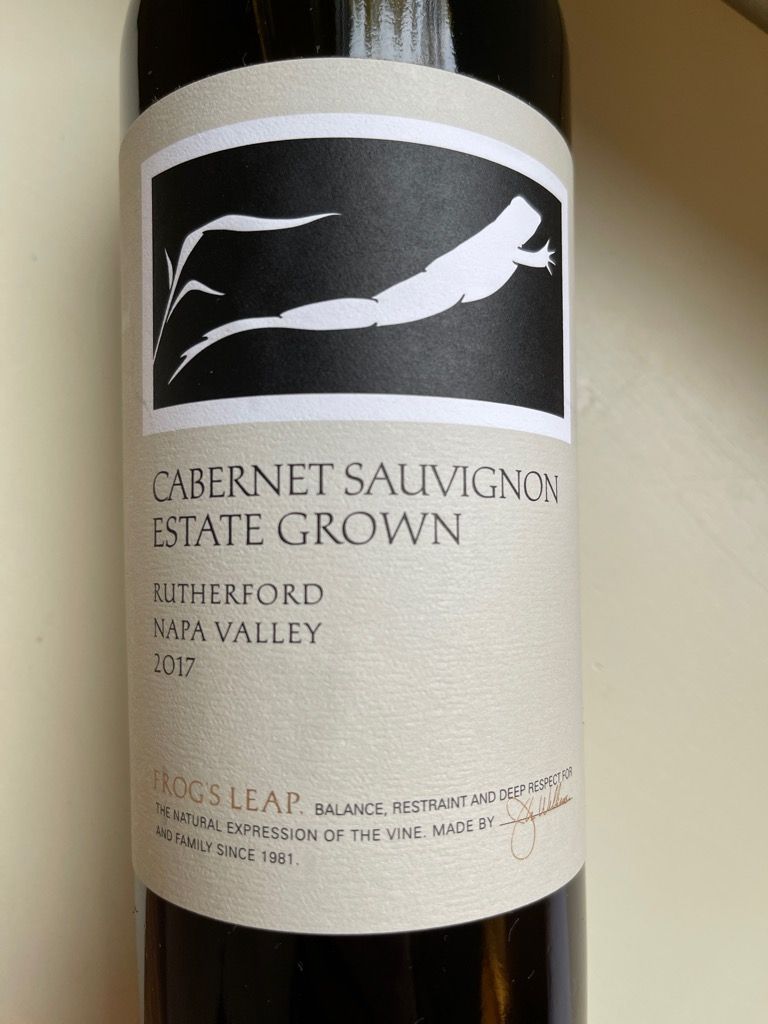 CABERNET SAUVIGNON
ESTATE GROWN
RUTHERFORD
NAPA VALLEY
2017
FROG'S LEAP. BALANCE, RESTRAINT AND DEEP RESPECT FOR
THE NATURAL EXPRESSION OF THE VINE. MADE BY
AND FAMILY SINCE 1981.